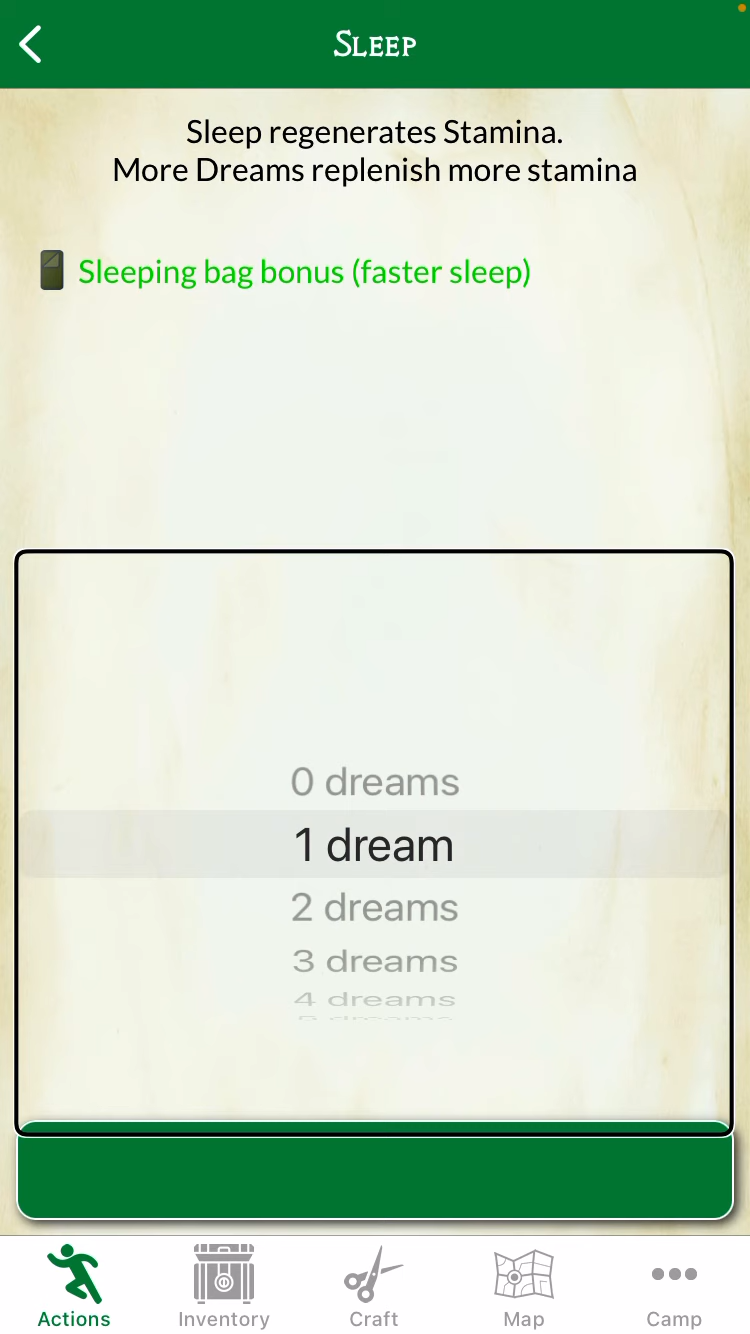 Sleep
Sleep regenerates Stamina.
More Dreams replenish more stamina
Sleeping bag bonus (faster sleep)
0 dreams
1 dream
2 dreams
3 dreams
4 dreams
Actions
Inventory
Craft
Map
Camp